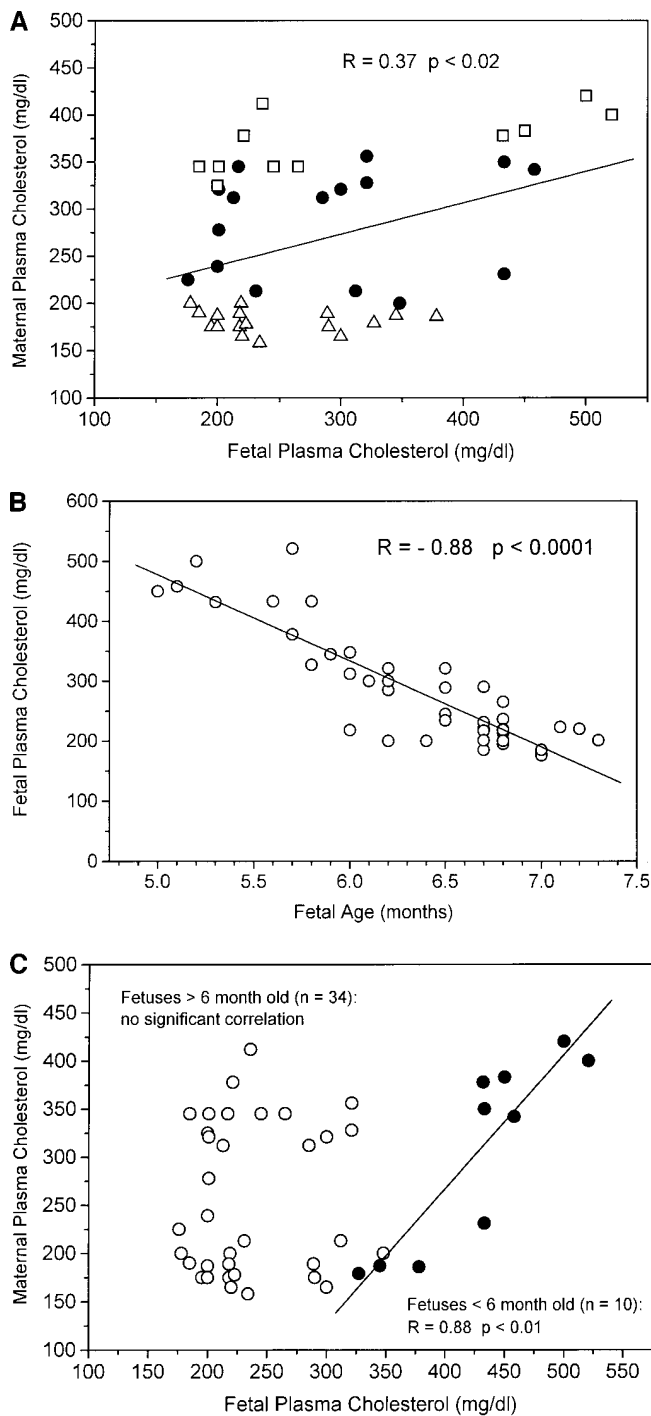 A
R = 0.37 p < 0.02
500
450
400
350
300
250
200
150
100
Maternal Plasma Cholesterol (mg/dl)
100 200 300 400 500
Fetal Plasma Cholesterol (mg/dl)
B
R = - 0.88 p < 0.0001
600
500
400
300
200
100
0
Fetal Plasma Cholesterol (mg/dl)
5.0 5.5 6.0 6.5 7.0 7.5
Fetal Age (months)
C
Fetuses > 6 month old (n = 34):
no significant correlation
500
450
400
350
300
250
200
150
100
Maternal Plasma Cholesterol (mg/dl)
Fetuses < 6 month old (n = 10):
R = 0.88 p < 0.01
100 150 200 250 300 350 400 450 500 550
Fetal Plasma Cholesterol (mg/dl)